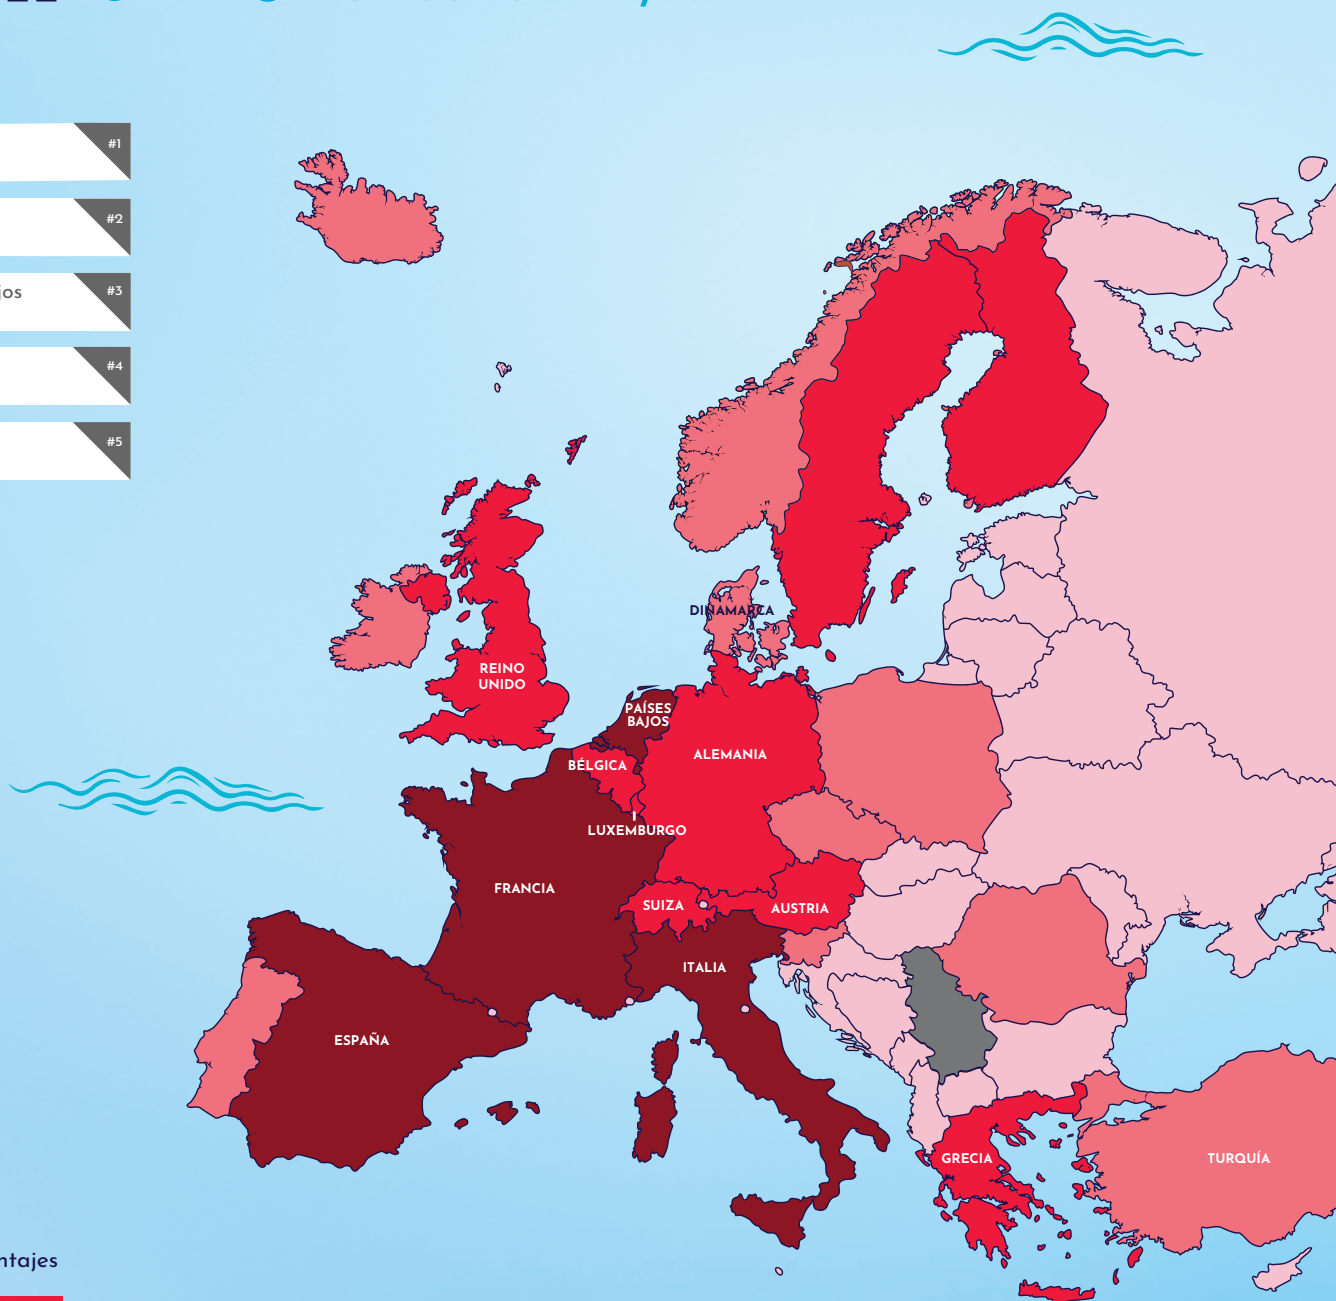 #1
#2
jos
#3
#4
#5
DINAMARCA
REINO
UNIDO
PAÍSES
BAJOS
ALEMANIA
BÉLGICA
LUXEMBURGO
FRANCIA
SUIZA
AUSTRIA
ITALIA
ESPAÑA
GRECIA
TURQUÍA
ntajes